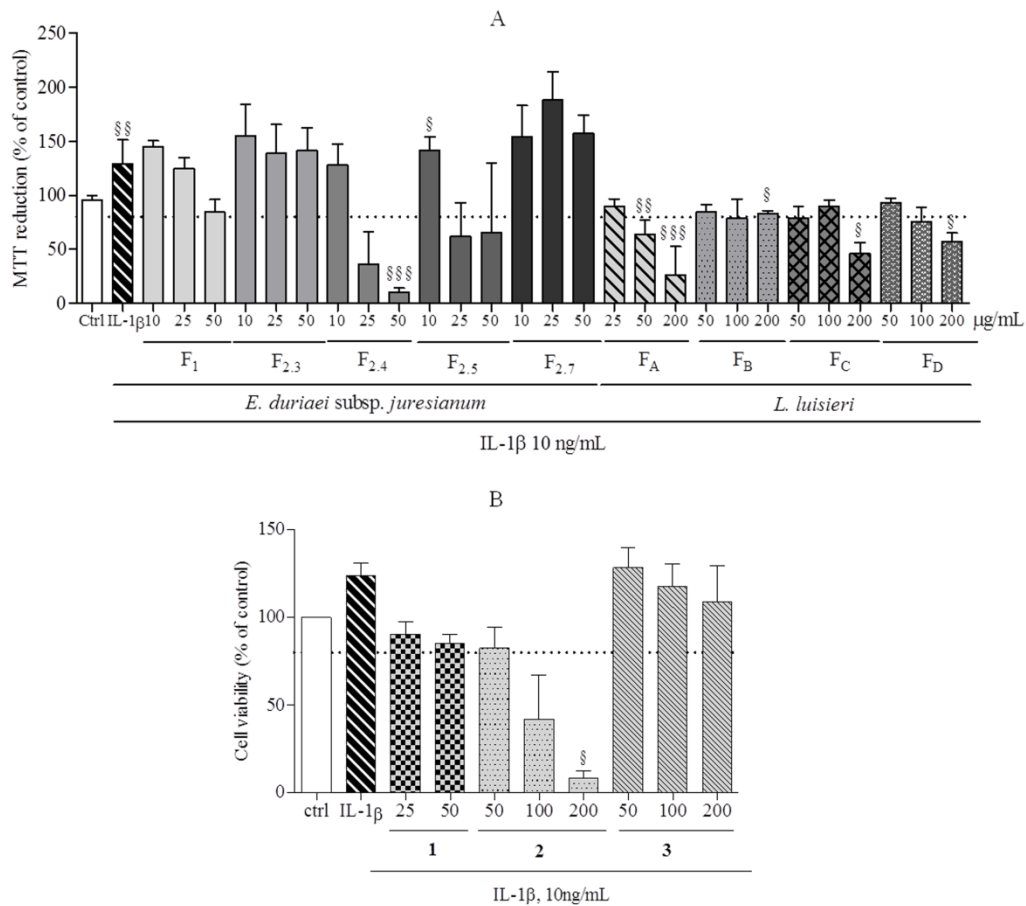 A
MTT reduction (% of control)
250
200
150
100
50
0
§§ § §§ §§§ § § § §§§
Ctrl IL-1β 10 25 50 10 25 50 10 25 50 10 25 50 10 25 50 25 50 200 50 100 200 50 100 200 50 100 200 μg/mL
F1 F2.3 F2.4 F2.5 F2.7 FA FB FC FD
E. duriaei subsp. juresianum L. luisieri
IL-1β 10 ng/mL
B
Cell viability (% of control)
150
100
50
0
§
ctrl IL-1β 25 50 50 100 200 50 100 200
1 2 3
IL-1β, 10ng/mL